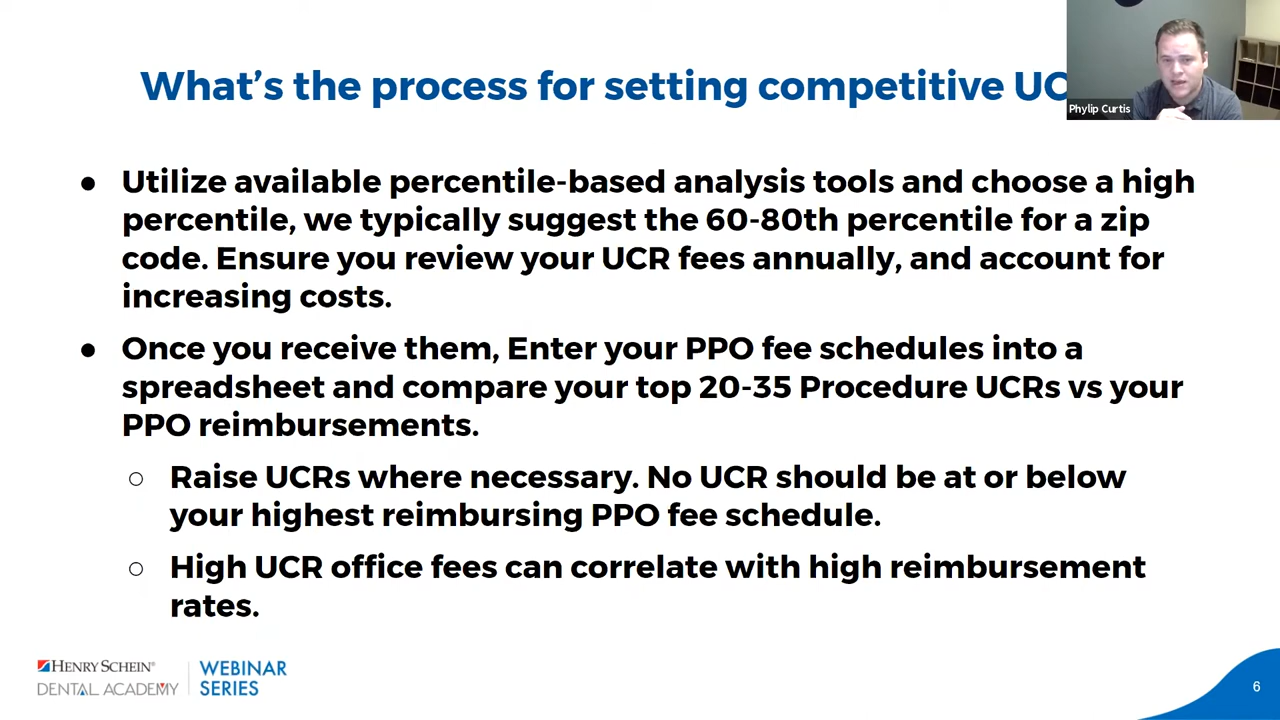 What's the process for setting competitive UC
Phylip Curtis
● Utilize available percentile-based analysis tools and choose a high
percentile, we typically suggest the 60-80th percentile for a zip
code. Ensure you review your UCR fees annually, and account for
increasing costs.
● Once you receive them, Enter your PPO fee schedules into a
spreadsheet and compare your top 20-35 Procedure UCRs vs your
PPO reimbursements.
○ Raise UCRs where necessary. No UCR should be at or below
your highest reimbursing PPO fee schedule.
○ High UCR office fees can correlate with high reimbursement
rates.
HENRY SCHEIN®
DENTAL ACADEMY
WEBINAR
SERIES
6